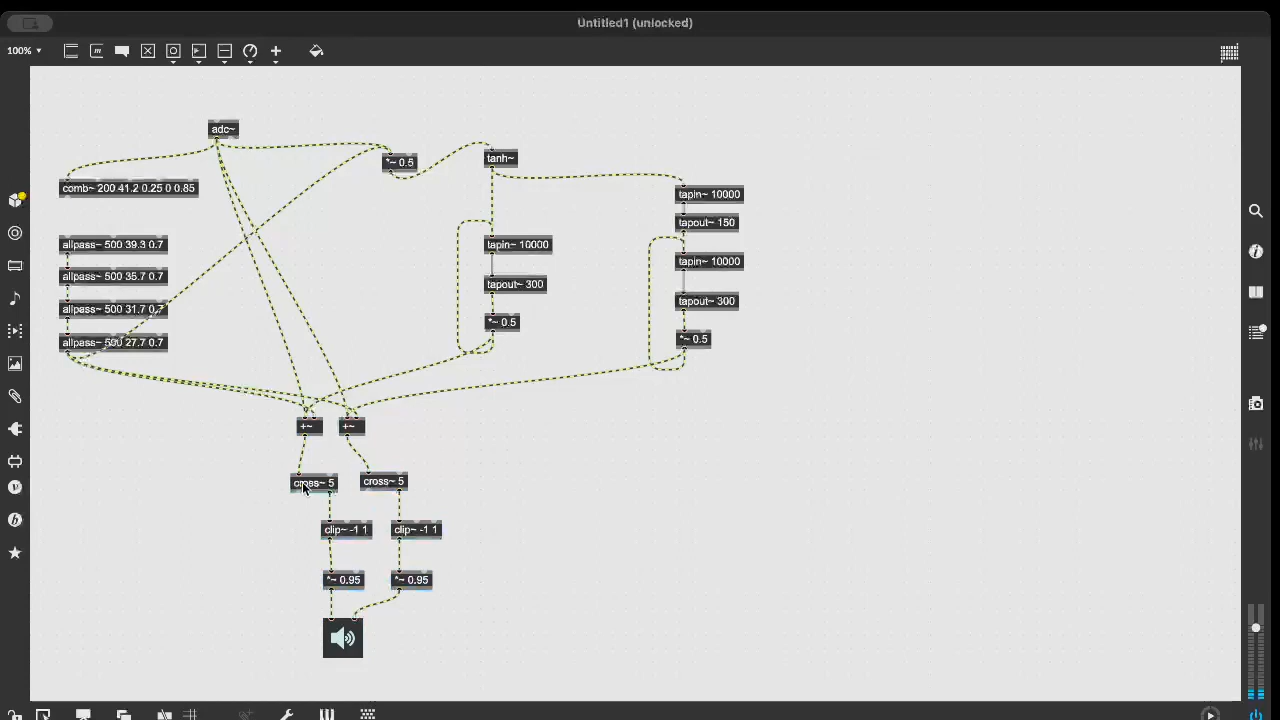 Untitled1 (unlocked)
100%
adc~
*~ 0.5
tanh~
comb~ 200 41.2 0.25 0 0.85
tapin~ 10000
tapout~ 150
allpass~ 500 39.3 0.7
tapin~ 10000
tapin~ 10000
allpass~ 500 35.7 0.7
tapout~ 300
tapout~ 300
allpass~ 500 31.7 0.7
*~ 0.5
*~ 0.5
allpass~ 500 27.7 0.7
+~
+~
cross~ 5
cross~ 5
clip~ -1 1
clip~ -1 1
*~ 0.95
*~ 0.95